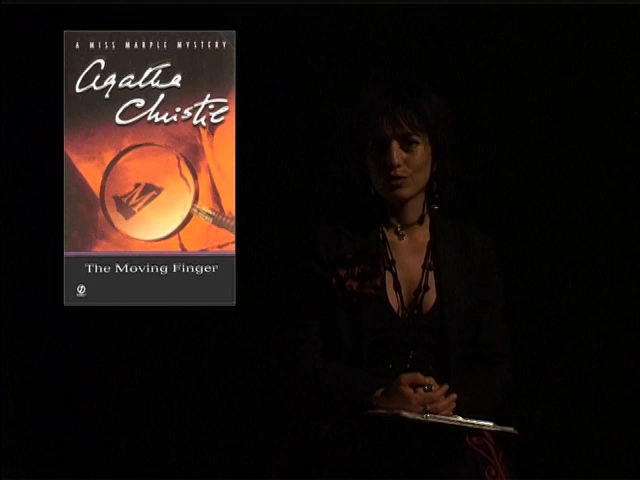 A MISS MARPLE MYSTERY
Agatha
Christie
M
The Moving Finger